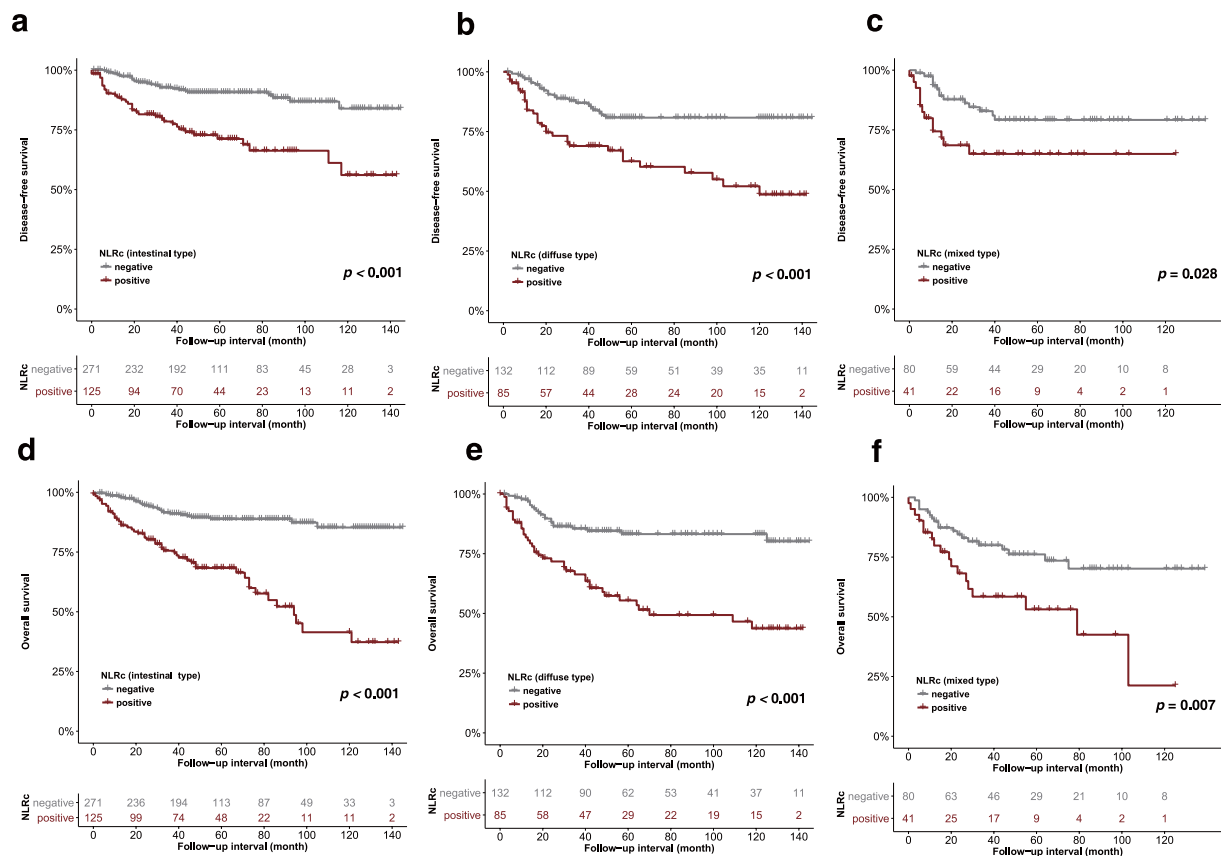 a
100%
75%
50%
25%
0%
Disease−free survival
NLRc (intestinal type)
negative
positive
p < 0.001
0 20 40 60 80 100 120 140
Follow−up interval (month)
NLRc
negative 271 232 192 111 83 45 28 3
positive 125 94 70 44 23 13 11 2
0 20 40 60 80 100 120 140
Follow−up interval (month)
b
100%
75%
50%
25%
0%
Disease−free survival
NLRc (diffuse type)
negative
positive
p < 0.001
0 20 40 60 80 100 120 140
Follow−up interval (month)
NLRc
negative 132 112 89 59 51 39 35 11
positive 85 57 44 28 24 20 15 2
0 20 40 60 80 100 120 140
Follow−up interval (month)
c
100%
75%
50%
25%
0%
Disease−free survival
NLRc (mixed type)
negative
positive
p = 0.028
0 20 40 60 80 100 120
Follow−up interval (month)
NLRc
negative 80 59 44 29 20 10 8
positive 41 22 16 9 4 2 1
0 20 40 60 80 100 120
Follow−up interval (month)
d
100%
75%
50%
25%
0%
Overall survival
NLRc (intestinal type)
negative
positive
p < 0.001
0 20 40 60 80 100 120 140
Follow−up interval (month)
NLRc
negative 271 236 194 113 87 49 33 3
positive 125 99 74 48 22 11 11 2
0 20 40 60 80 100 120 140
Follow−up interval (month)
e
100%
75%
50%
25%
0%
Overall survival
NLRc (diffuse type)
negative
positive
p < 0.001
0 20 40 60 80 100 120 140
Follow−up interval (month)
NLRc
negative 132 112 90 62 53 41 37 11
positive 85 58 47 29 22 19 15 2
0 20 40 60 80 100 120 140
Follow−up interval (month)
f
100%
75%
50%
25%
0%
Overall survival
NLRc (mixed type)
negative
positive
p = 0.007
0 20 40 60 80 100 120
Follow−up interval (month)
NLRc
negative 80 63 46 29 21 10 8
positive 41 25 17 9 4 2 1
0 20 40 60 80 100 120
Follow−up interval (month)